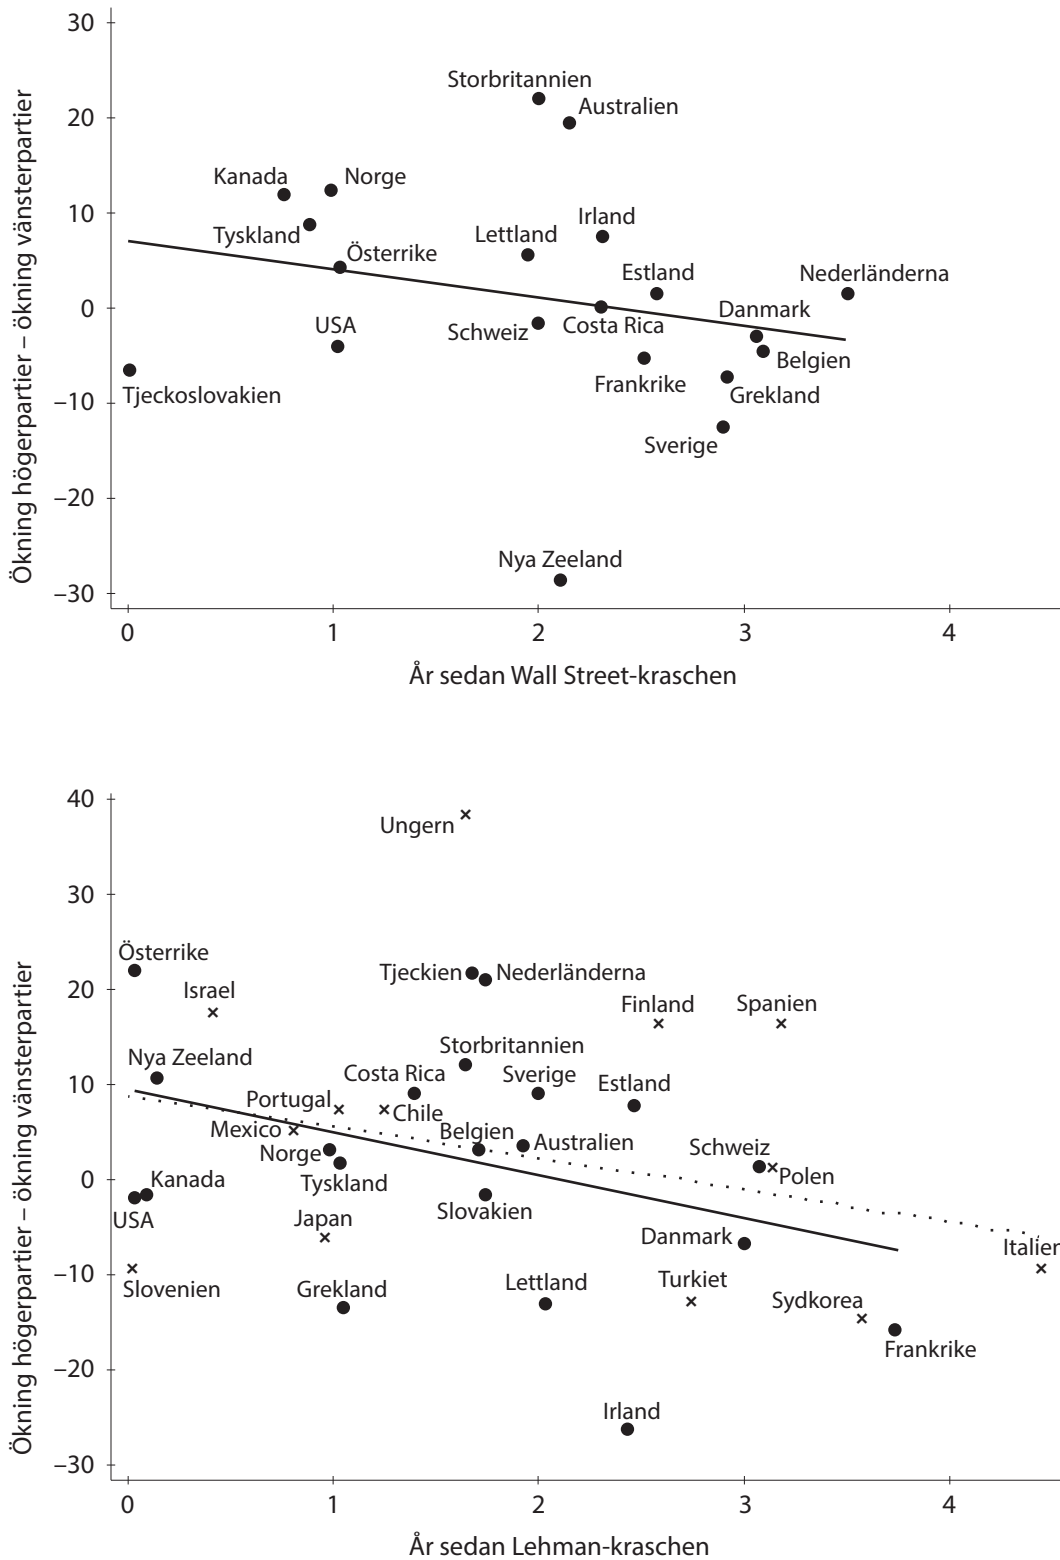 30
Storbritannien
Australien
20
Kanada
Norge
10
Irland
Tyskland
Lettland
Österrike
Estland
Nederländerna
0
Danmark
USA
Schweiz
Costa Rica
Belgien
Frankrike
Tjeckoslovakien
Grekland
–10
Sverige
–20
Nya Zeeland
–30
0 1 2 3 4
År sedan Wall Street-kraschen
Ökning högerpartier – ökning vänsterpartier
40
Ungern
30
Österrike
Tjeckien
Nederländerna
20
Israel
Finland
Spanien
Nya Zeeland
Storbritannien
Costa Rica
Sverige
Estland
10
Portugal
Chile
Mexico
Belgien
Australien
Norge
Schweiz
Polen
Tyskland
0
Kanada
USA
Slovakien
Japan
Danmark
Italien
–10
Slovenien
Grekland
Lettland
Turkiet
Sydkorea
Frankrike
–20
Irland
–30
0 1 2 3 4
År sedan Lehman-kraschen
Ökning högerpartier – ökning vänsterpartier